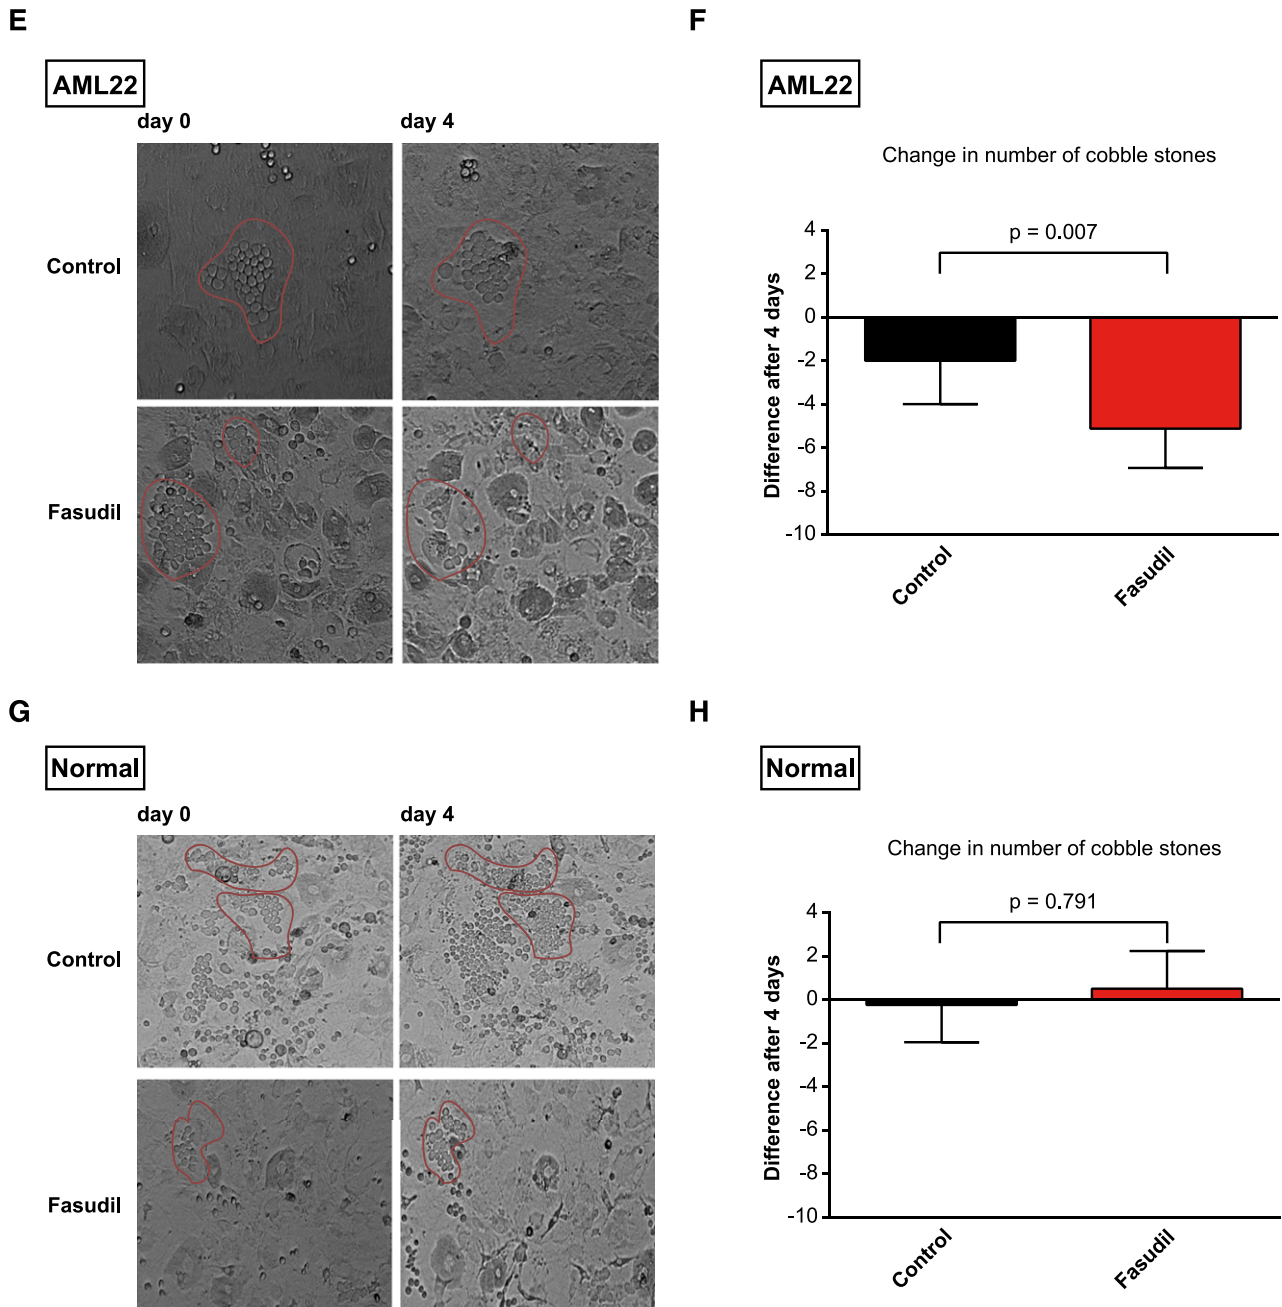 E
AML22
day 0 day 4
Control
Fasudil
F
AML22
Change in number of cobble stones
p = 0.007
Difference after 4 days
4
2
0
-2
-4
-6
-8
-10
Control Fasudil
G
Normal
day 0 day 4
Control
Fasudil
H
Normal
Change in number of cobble stones
p = 0.791
Difference after 4 days
4
2
0
-2
-4
-6
-8
-10
Control Fasudil